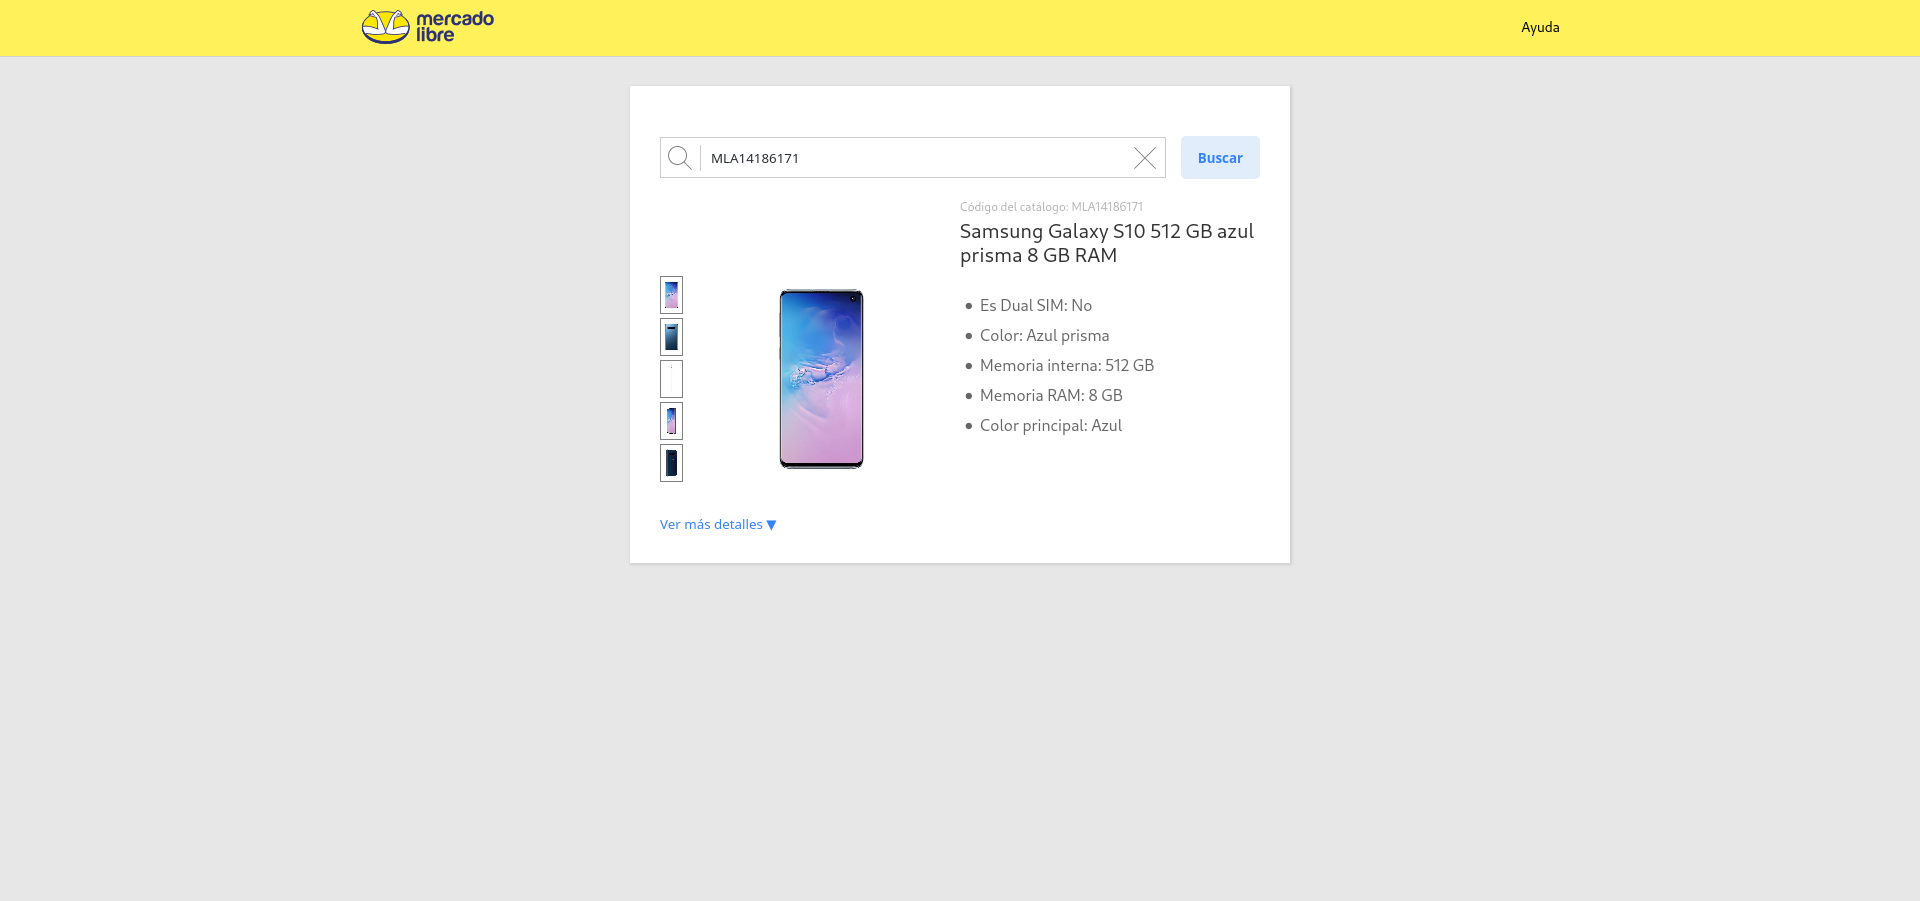 mercado
libre
Ayuda
MLA14186171
Buscar
Código del catálogo: MLA14186171
Samsung Galaxy S10 512 GB azul
prisma 8 GB RAM
• Es Dual SIM: No
• Color: Azul prisma
• Memoria interna: 512 GB
• Memoria RAM: 8 GB
• Color principal: Azul
Ver más detalles ▼